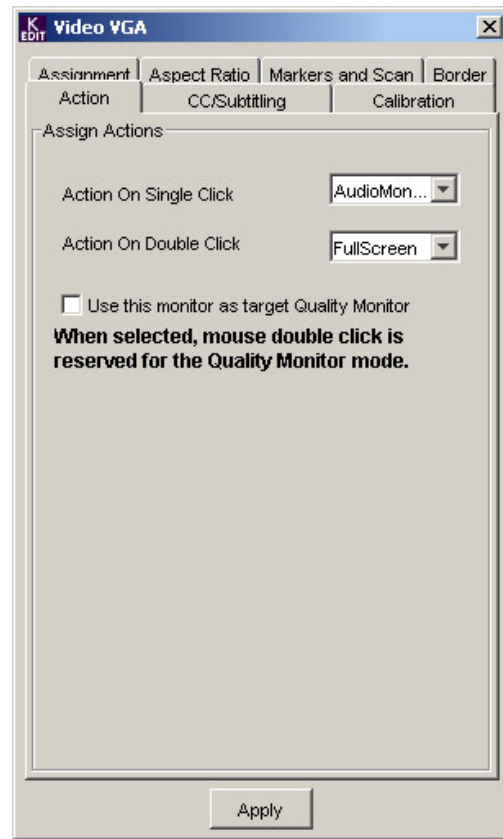 K EDIT Video VGA
Assignment Aspect Ratio Markers and Scan Border
Action CC/Subtitling Calibration
Assign Actions
Action On Single Click AudioMon...
Action On Double Click FullScreen
Use this monitor as target Quality Monitor
When selected, mouse double click is
reserved for the Quality Monitor mode.
Apply